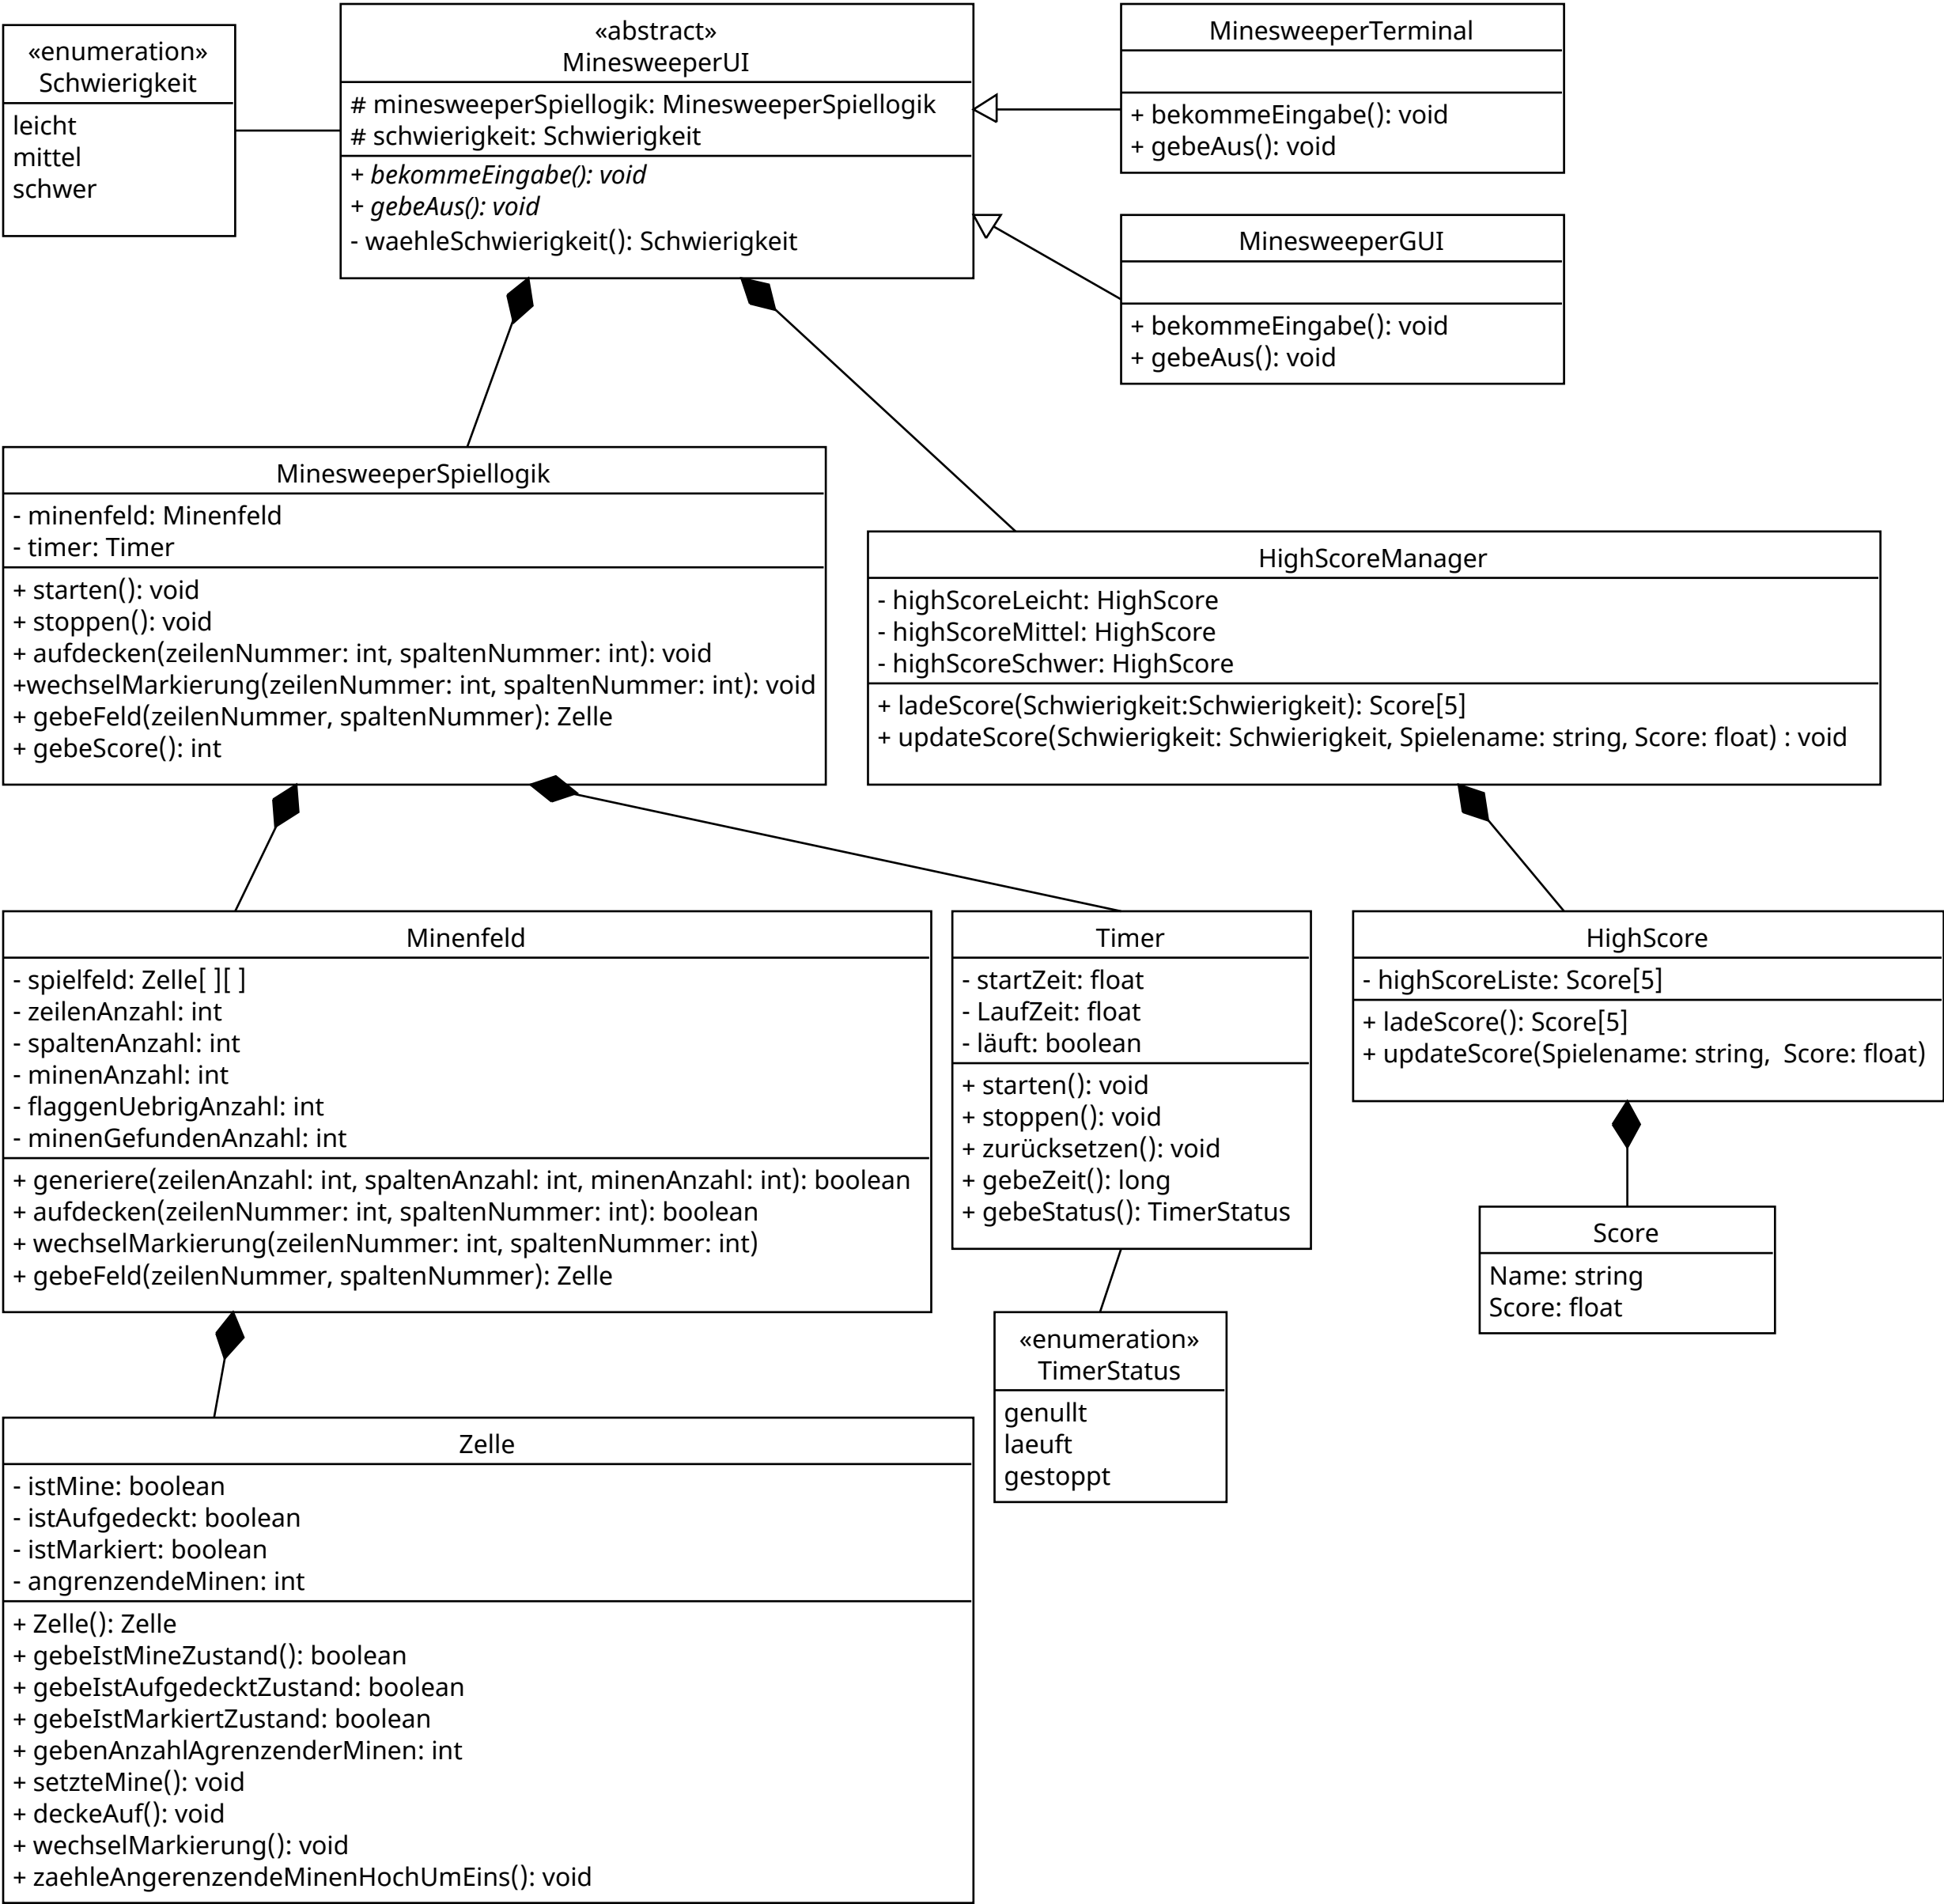 «enumeration»
Schwierigkeit
leicht
mittel
schwer
«abstract»
MinesweeperUI
# minesweeperSpiellogik: MinesweeperSpiellogik
# schwierigkeit: Schwierigkeit
+ bekommeEingabe(): void
+ gebeAus(): void
- waehleSchwierigkeit(): Schwierigkeit
MinesweeperTerminal
+ bekommeEingabe(): void
+ gebeAus(): void
MinesweeperGUI
+ bekommeEingabe(): void
+ gebeAus(): void
MinesweeperSpiellogik
- minenfeld: Minenfeld
- timer: Timer
+ starten(): void
+ stoppen(): void
+ aufdecken(zeilenNummer: int, spaltenNummer: int): void
+wechselMarkierung(zeilenNummer: int, spaltenNummer: int): void
+ gebeFeld(zeilenNummer, spaltenNummer): Zelle
+ gebeScore(): int
HighScoreManager
- highScoreLeicht: HighScore
- highScoreMittel: HighScore
- highScoreSchwer: HighScore
+ ladeScore(Schwierigkeit:Schwierigkeit): Score[5]
+ updateScore(Schwierigkeit: Schwierigkeit, Spielename: string, Score: float) : void
Minenfeld
- spielfeld: Zelle[ ][ ]
- zeilenAnzahl: int
- spaltenAnzahl: int
- minenAnzahl: int
- flaggenUebrigAnzahl: int
- minenGefundenAnzahl: int
+ generiere(zeilenAnzahl: int, spaltenAnzahl: int, minenAnzahl: int): boolean
+ aufdecken(zeilenNummer: int, spaltenNummer: int): boolean
+ wechselMarkierung(zeilenNummer: int, spaltenNummer: int)
+ gebeFeld(zeilenNummer, spaltenNummer): Zelle
Timer
- startZeit: float
- LaufZeit: float
- läuft: boolean
+ starten(): void
+ stoppen(): void
+ zurücksetzen(): void
+ gebeZeit(): long
+ gebeStatus(): TimerStatus
HighScore
- highScoreListe: Score[5]
+ ladeScore(): Score[5]
+ updateScore(Spielename: string,  Score: float)
Score
Name: string
Score: float
«enumeration»
TimerStatus
genullt
laeuft
gestoppt
Zelle
- istMine: boolean
- istAufgedeckt: boolean
- istMarkiert: boolean
- angrenzendeMinen: int
+ Zelle(): Zelle
+ gebeIstMineZustand(): boolean
+ gebeIstAufgedecktZustand: boolean
+ gebeIstMarkiertZustand: boolean
+ gebenAnzahlAgrenzenderMinen: int
+ setzteMine(): void
+ deckeAuf(): void
+ wechselMarkierung(): void
+ zaehleAngerenzendeMinenHochUmEins(): void